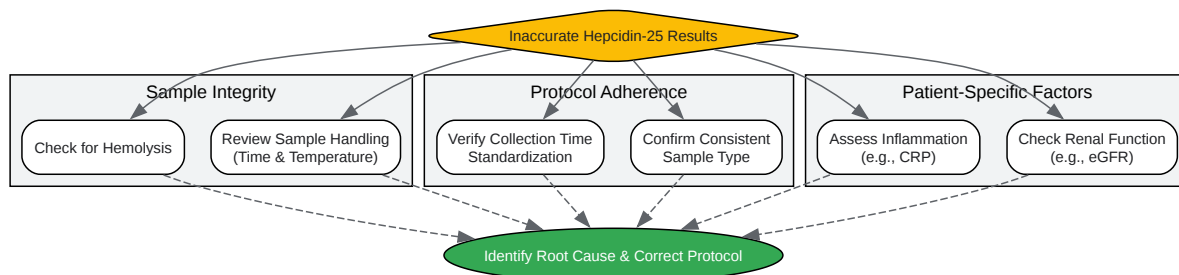 Inaccurate Hepcidin-25 Results
Sample Integrity
Check for Hemolysis
Review Sample Handling
(Time & Temperature)
Protocol Adherence
Verify Collection Time
Standardization
Confirm Consistent
Sample Type
Patient-Specific Factors
Assess Inflammation
(e.g., CRP)
Check Renal Function
(e.g., eGFR)
Identify Root Cause & Correct Protocol